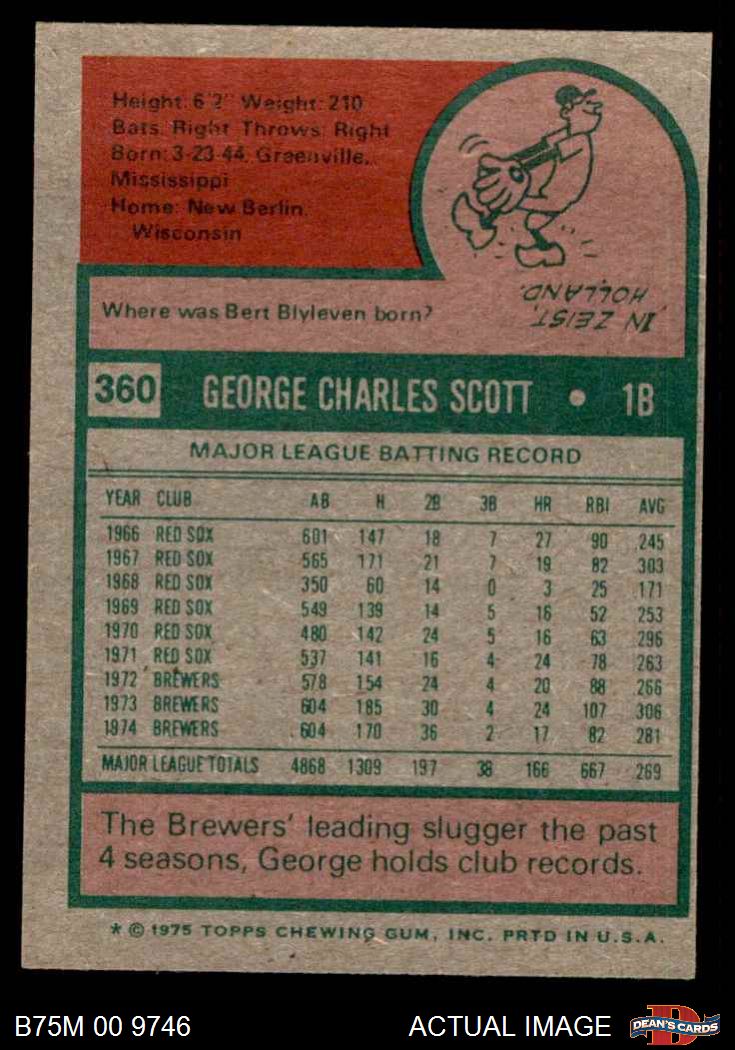 Height: 6'2" Weight: 210
Bats: Right Throws: Right
Born: 3-23-44, Greenville,
Mississippi
Home: New Berlin,
Wisconsin
Where was Bert Blyleven born?
IN ZEIST,
HOLLAND.
360 GEORGE CHARLES SCOTT • 1B
MAJOR LEAGUE BATTING RECORD
YEAR CLUB AB H 2B 3B HR RBI AVG
1966 RED SOX 601 147 18 7 27 90 .245
1967 RED SOX 565 171 21 7 19 82 .303
1968 RED SOX 350 60 14 0 3 25 .171
1969 RED SOX 549 139 14 5 16 52 .253
1970 RED SOX 480 142 24 5 16 63 .296
1971 RED SOX 537 141 16 4 24 78 .263
1972 BREWERS 578 154 24 4 20 88 .266
1973 BREWERS 604 185 30 4 24 107 .306
1974 BREWERS 604 170 36 2 17 82 .281
MAJOR LEAGUE TOTALS 4868 1309 197 38 166 667 .269
The Brewers' leading slugger the past
4 seasons, George holds club records.
* © 1975 TOPPS CHEWING GUM, INC. PRTD IN U.S.A.
B75M 00 9746 ACTUAL IMAGE DEAN'S CARDS